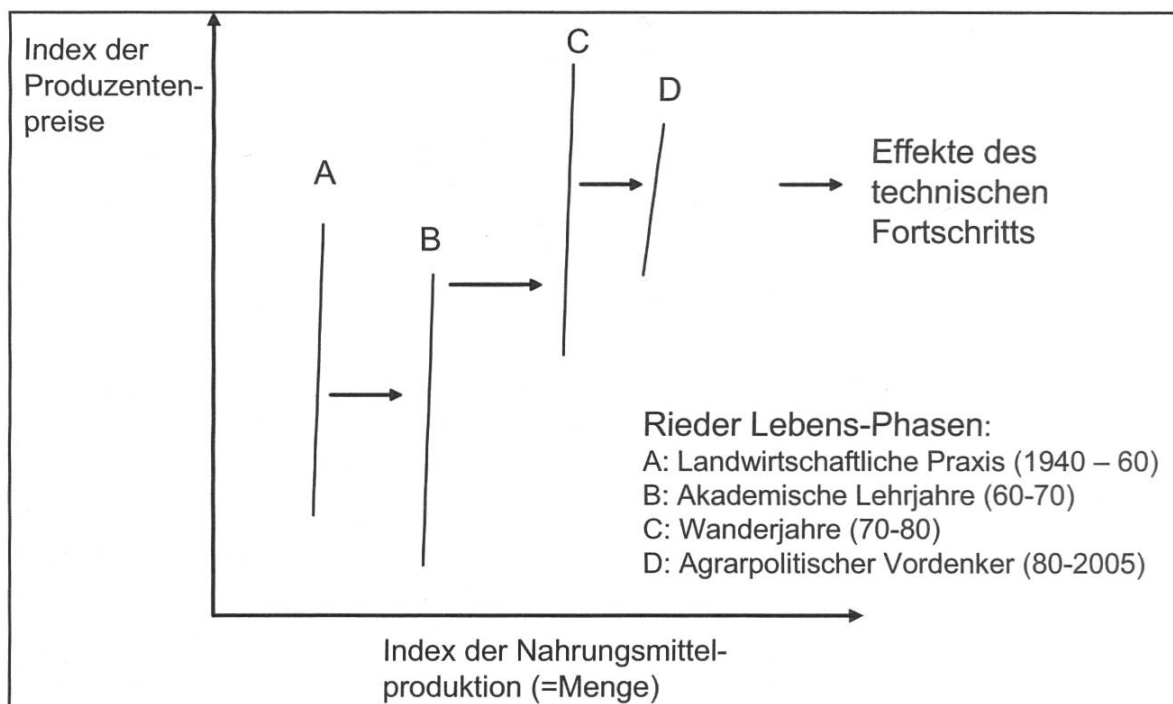 Index der
Produzenten-
preise
A
B
C
D
Effekte des
technischen
Fortschritts
Rieder Lebens-Phasen:
A: Landwirtschaftliche Praxis (1940 – 60)
B: Akademische Lehrjahre (60-70)
C: Wanderjahre (70-80)
D: Agrarpolitischer Vordenker (80-2005)
Index der Nahrungsmittel-
produktion (=Menge)